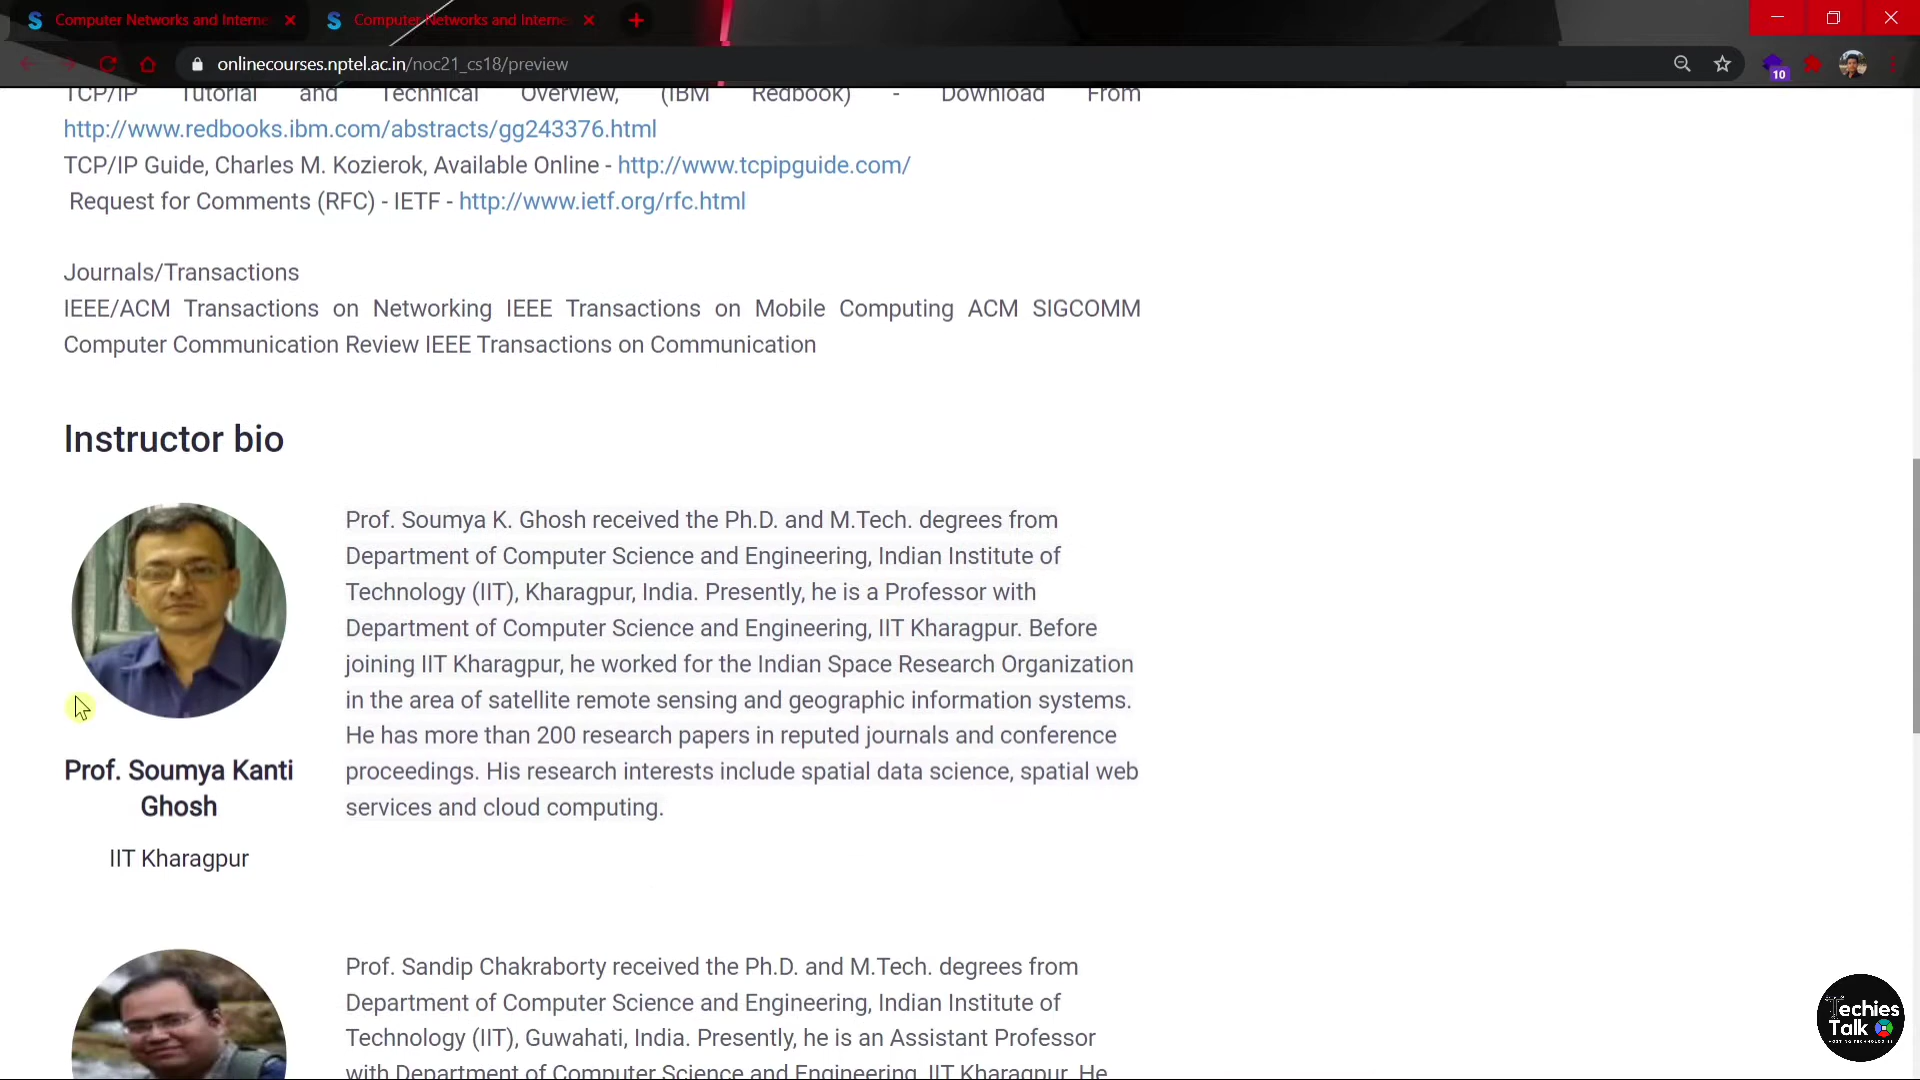 Computer Networks and Interne
Computer Networks and Interne
onlinecourses.nptel.ac.in/noc21_cs18/preview
10
TCP/IP Tutorial and Technical Overview, (IBM Redbook) - Download From
http://www.redbooks.ibm.com/abstracts/gg243376.html
TCP/IP Guide, Charles M. Kozierok, Available Online - http://www.tcpipguide.com/
Request for Comments (RFC) - IETF - http://www.ietf.org/rfc.html
Journals/Transactions
IEEE/ACM Transactions on Networking IEEE Transactions on Mobile Computing ACM SIGCOMM
Computer Communication Review IEEE Transactions on Communication
Instructor bio
Prof. Soumya K. Ghosh received the Ph.D. and M.Tech. degrees from
Department of Computer Science and Engineering, Indian Institute of
Technology (IIT), Kharagpur, India. Presently, he is a Professor with
Department of Computer Science and Engineering, IIT Kharagpur. Before
joining IIT Kharagpur, he worked for the Indian Space Research Organization
in the area of satellite remote sensing and geographic information systems.
He has more than 200 research papers in reputed journals and conference
proceedings. His research interests include spatial data science, spatial web
services and cloud computing.
Prof. Soumya Kanti
Ghosh
IIT Kharagpur
Prof. Sandip Chakraborty received the Ph.D. and M.Tech. degrees from
Department of Computer Science and Engineering, Indian Institute of
Technology (IIT), Guwahati, India. Presently, he is an Assistant Professor
with Department of Computer Science and Engineering, IIT Kharagpur. He
Techies
Talk